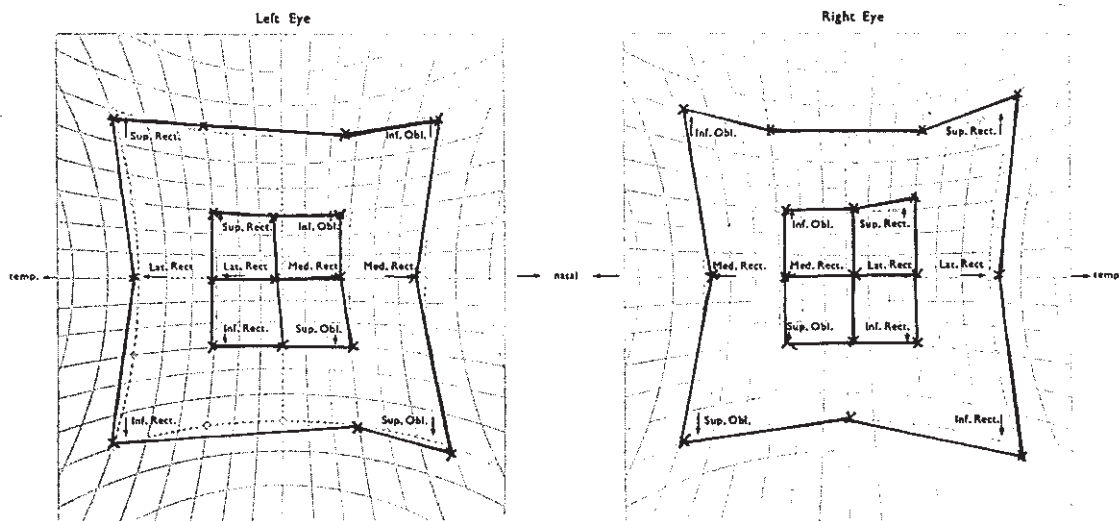 Left Eye
Right Eye
Sup. Rect.
Inf. Obl.
Inf. Obl.
Sup. Rect.
Sup. Rect.
Inf. Obl.
Inf. Obl.
Sup. Rect.
temp.
Lat. Rect
Lat. Rect
Med. Rect
Med. Rect
nasal
Med. Rect.
Med. Rect.
Lat. Rect
Lat. Rect
temp
Inf. Rect.
Sup. Obl.
Sup. Obl.
Inf. Rect.
Inf. Rect.
Sup. Obl.
Sup. Obl.
Inf. Rect.